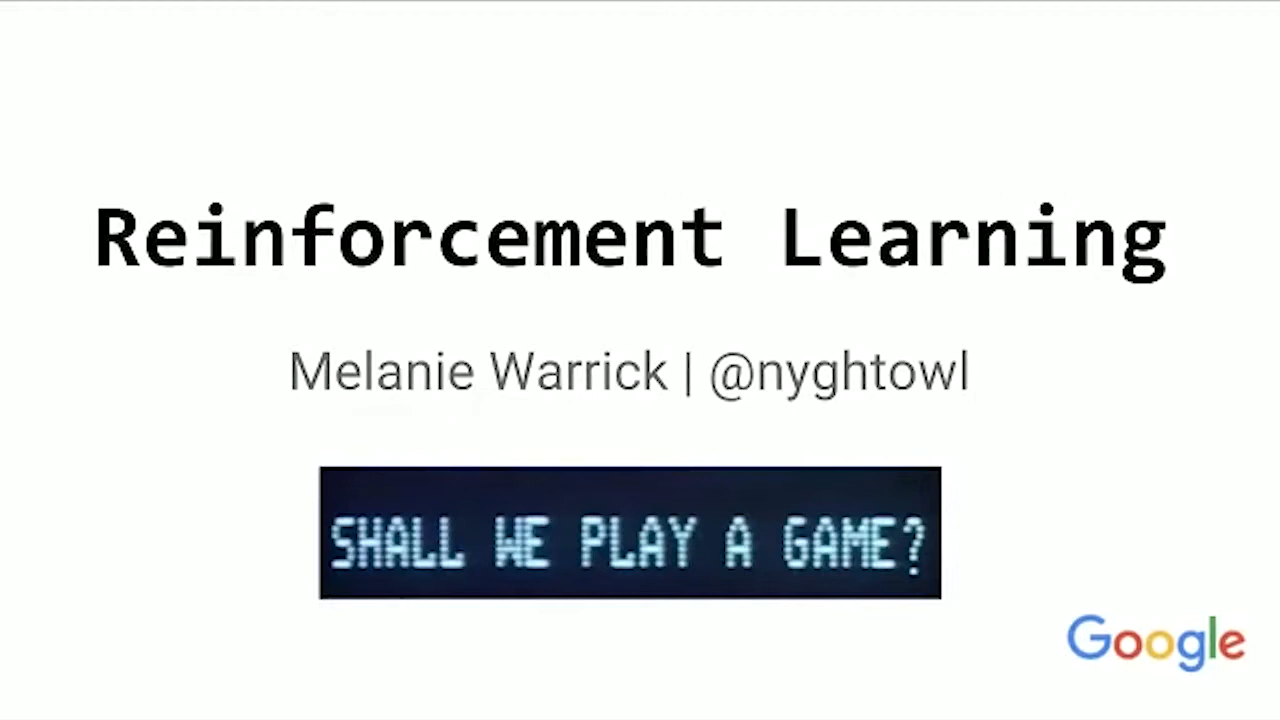 Reinforcement Learning
Melanie Warrick | @nyghtowl
SHALL WE PLAY A GAME?
Google